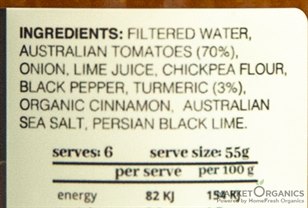 INGREDIENTS: FILTERED WATER,
AUSTRALIAN TOMATOES (70%),
ONION, LIME JUICE, CHICKPEA FLOUR,
BLACK PEPPER, TURMERIC (3%),
ORGANIC CINNAMON, AUSTRALIAN
SEA SALT, PERSIAN BLACK LIME.
serves: 6 serve size: 55g
per serve per 100 g
energy 82 KJ
MARKET ORGANICS
Powered by HomeFresh Organics